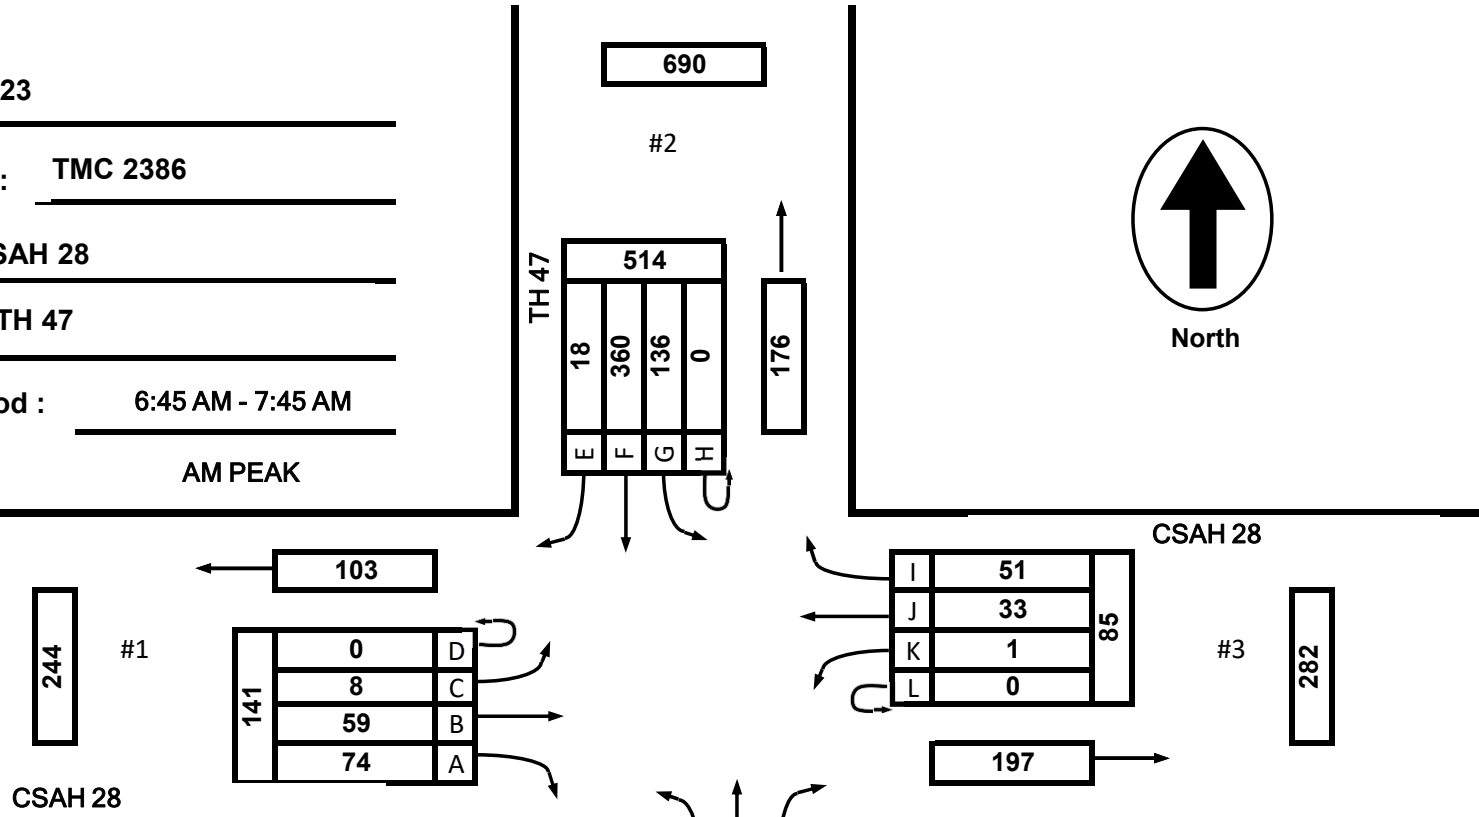 23
: TMC 2386
SAH 28
TH 47
od : 6:45 AM - 7:45 AM
AM PEAK
690
#2
TH 47
514
18 360 136 0
E F G H
176
North
CSAH 28
103
244
#1
141
0 D
8 C
59 B
74 A
CSAH 28
I 51
J 33
K 1
L 0
85
#3
282
197